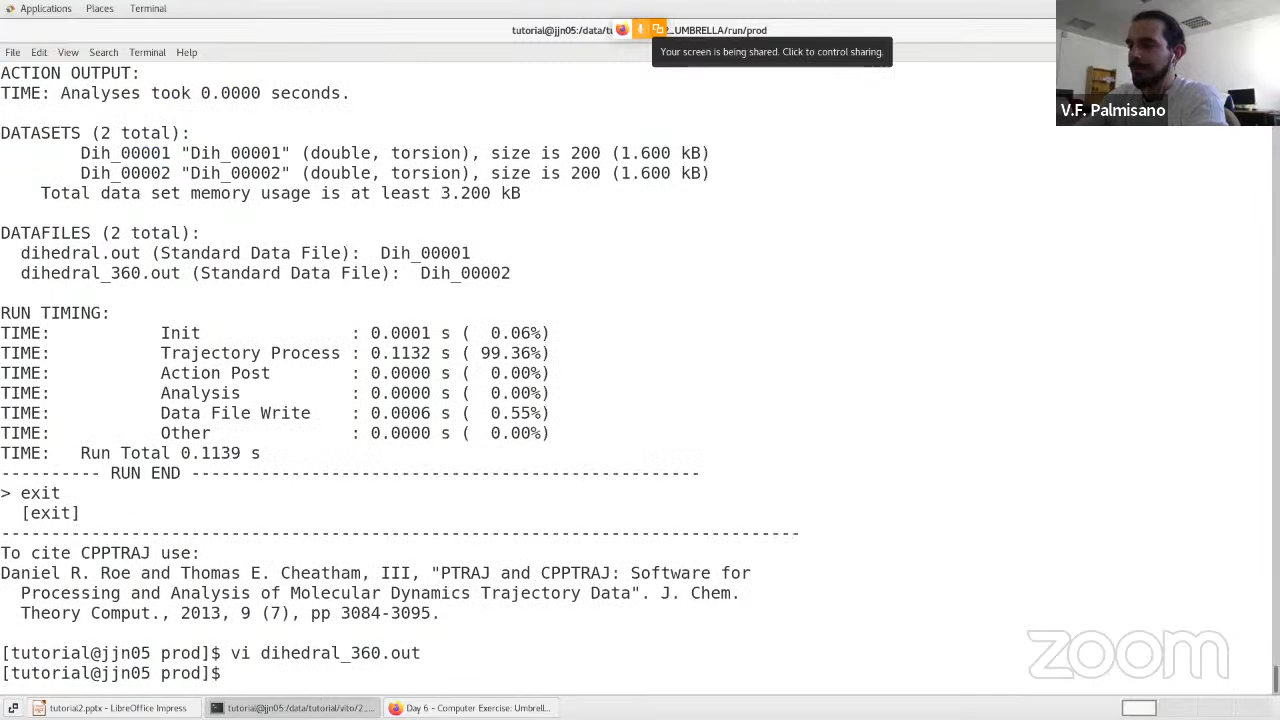 Applications Places Terminal
tutorial@jjn05:/data/tu 2_UMBRELLA/run/prod
File Edit View Search Terminal Help
Your screen is being shared. Click to control sharing.
V.F. Palmisano
ACTION OUTPUT:
TIME: Analyses took 0.0000 seconds.
DATASETS (2 total):
Dih_00001 "Dih_00001" (double, torsion), size is 200 (1.600 kB)
Dih_00002 "Dih_00002" (double, torsion), size is 200 (1.600 kB)
Total data set memory usage is at least 3.200 kB
DATAFILES (2 total):
dihedral.out (Standard Data File): Dih_00001
dihedral_360.out (Standard Data File): Dih_00002
RUN TIMING:
TIME: Init : 0.0001 s ( 0.06%)
TIME: Trajectory Process : 0.1132 s ( 99.36%)
TIME: Action Post : 0.0000 s ( 0.00%)
TIME: Analysis : 0.0000 s ( 0.00%)
TIME: Data File Write : 0.0006 s ( 0.55%)
TIME: Other : 0.0000 s ( 0.00%)
TIME: Run Total 0.1139 s
---------- RUN END ---------------------------------------------------
> exit
[exit]
--------------------------------------------------------------------------------
To cite CPPTRAJ use:
Daniel R. Roe and Thomas E. Cheatham, III, "PTRAJ and CPPTRAJ: Software for
Processing and Analysis of Molecular Dynamics Trajectory Data". J. Chem.
Theory Comput., 2013, 9 (7), pp 3084-3095.
[tutorial@jjn05 prod]$ vi dihedral_360.out
[tutorial@jjn05 prod]$
zoom
tutorial2.pptx - LibreOffice Impress
tutorial@jjn05:/data/tutorial/vito/2...
Day 6 - Computer Exercise: Umbrell...